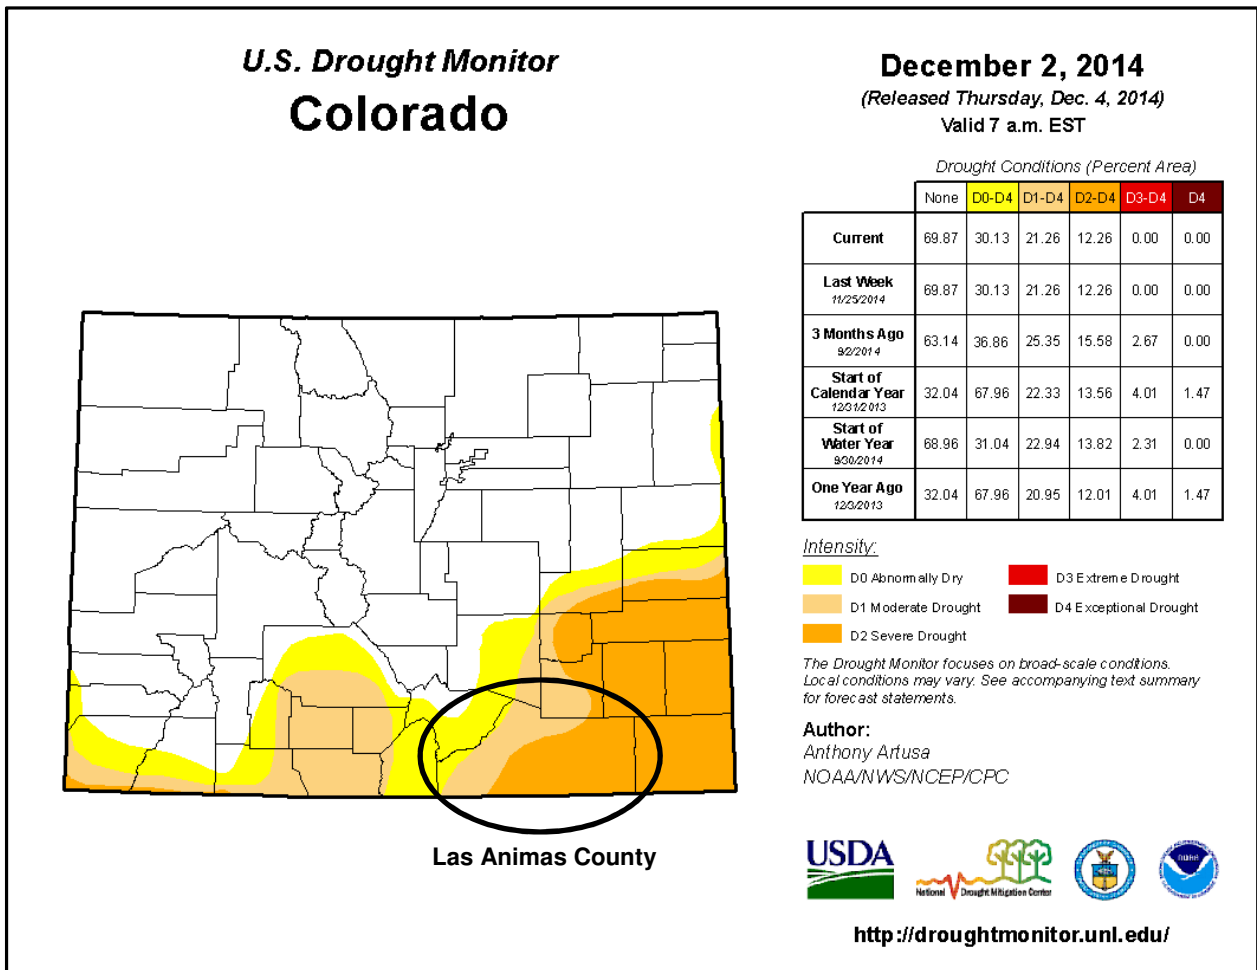 U.S. Drought Monitor
Colorado
December 2, 2014
(Released Thursday, Dec. 4, 2014)
Valid 7 a.m. EST
Drought Conditions (Percent Area)
None D0-D4 D1-D4 D2-D4 D3-D4 D4
Current 69.87 30.13 21.26 12.26 0.00 0.00
Last Week 11/25/2014 69.87 30.13 21.26 12.26 0.00 0.00
3 Months Ago 9/2/2014 63.14 36.86 25.35 15.58 2.67 0.00
Start of Calendar Year 12/31/2013 32.04 67.96 22.33 13.56 4.01 1.47
Start of Water Year 9/30/2014 68.96 31.04 22.94 13.82 2.31 0.00
One Year Ago 12/3/2013 32.04 67.96 20.95 12.01 4.01 1.47
Intensity:
D0 Abnormally Dry
D1 Moderate Drought
D2 Severe Drought
D3 Extreme Drought
D4 Exceptional Drought
The Drought Monitor focuses on broad-scale conditions.
Local conditions may vary. See accompanying text summary
for forecast statements.
Author:
Anthony Artusa
NOAA/NWS/NCEP/CPC
Las Animas County
USDA
National Drought Mitigation Center
NOAA
http://droughtmonitor.unl.edu/